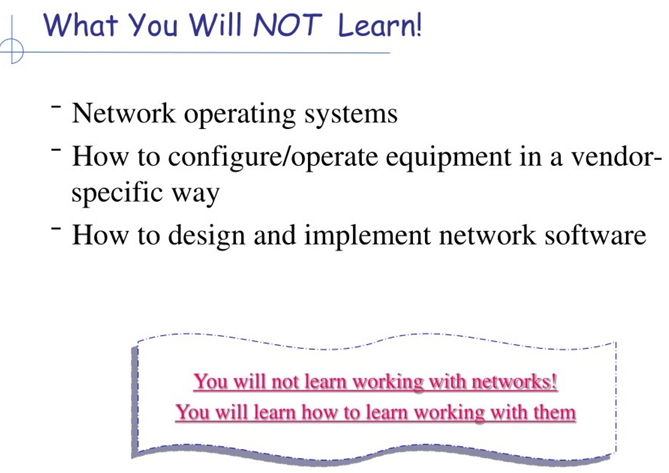 What You Will NOT Learn!
– Network operating systems
– How to configure/operate equipment in a vendor-
specific way
– How to design and implement network software
You will not learn working with networks!
You will learn how to learn working with them